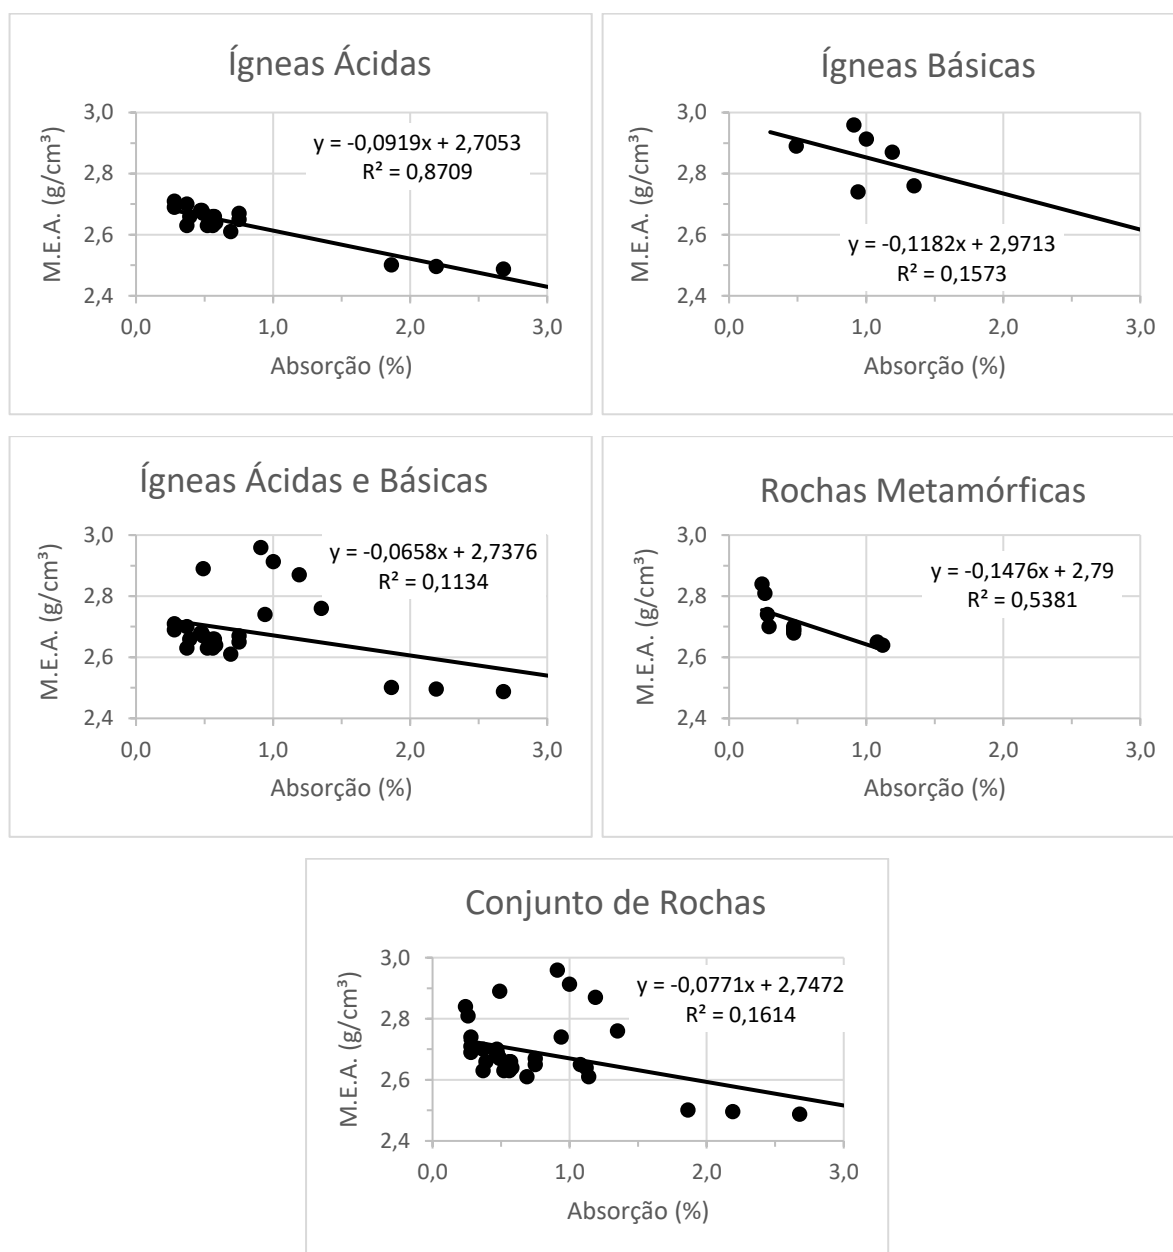 Ígneas Ácidas
M.E.A. (g/cm³)
3,0
2,8
2,6
2,4
y = -0,0919x + 2,7053
R² = 0,8709
0,0 1,0 2,0 3,0
Absorção (%)
Ígneas Básicas
M.E.A. (g/cm³)
3,0
2,8
2,6
2,4
y = -0,1182x + 2,9713
R² = 0,1573
0,0 1,0 2,0 3,0
Absorção (%)
Ígneas Ácidas e Básicas
M.E.A. (g/cm³)
3,0
2,8
2,6
2,4
y = -0,0658x + 2,7376
R² = 0,1134
0,0 1,0 2,0 3,0
Absorção (%)
Rochas Metamórficas
M.E.A. (g/cm³)
3,0
2,8
2,6
2,4
y = -0,1476x + 2,79
R² = 0,5381
0,0 1,0 2,0 3,0
Absorção (%)
Conjunto de Rochas
M.E.A. (g/cm³)
3,0
2,8
2,6
2,4
y = -0,0771x + 2,7472
R² = 0,1614
0,0 1,0 2,0 3,0
Absorção (%)